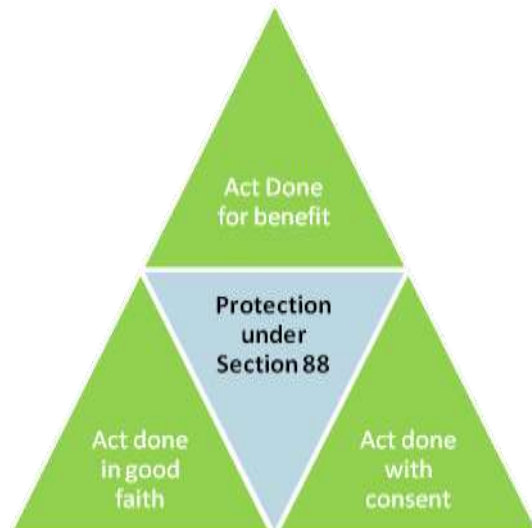 Act Done
for benefit
Protection
under
Section 88
Act done
in good
faith
Act done
with
consent